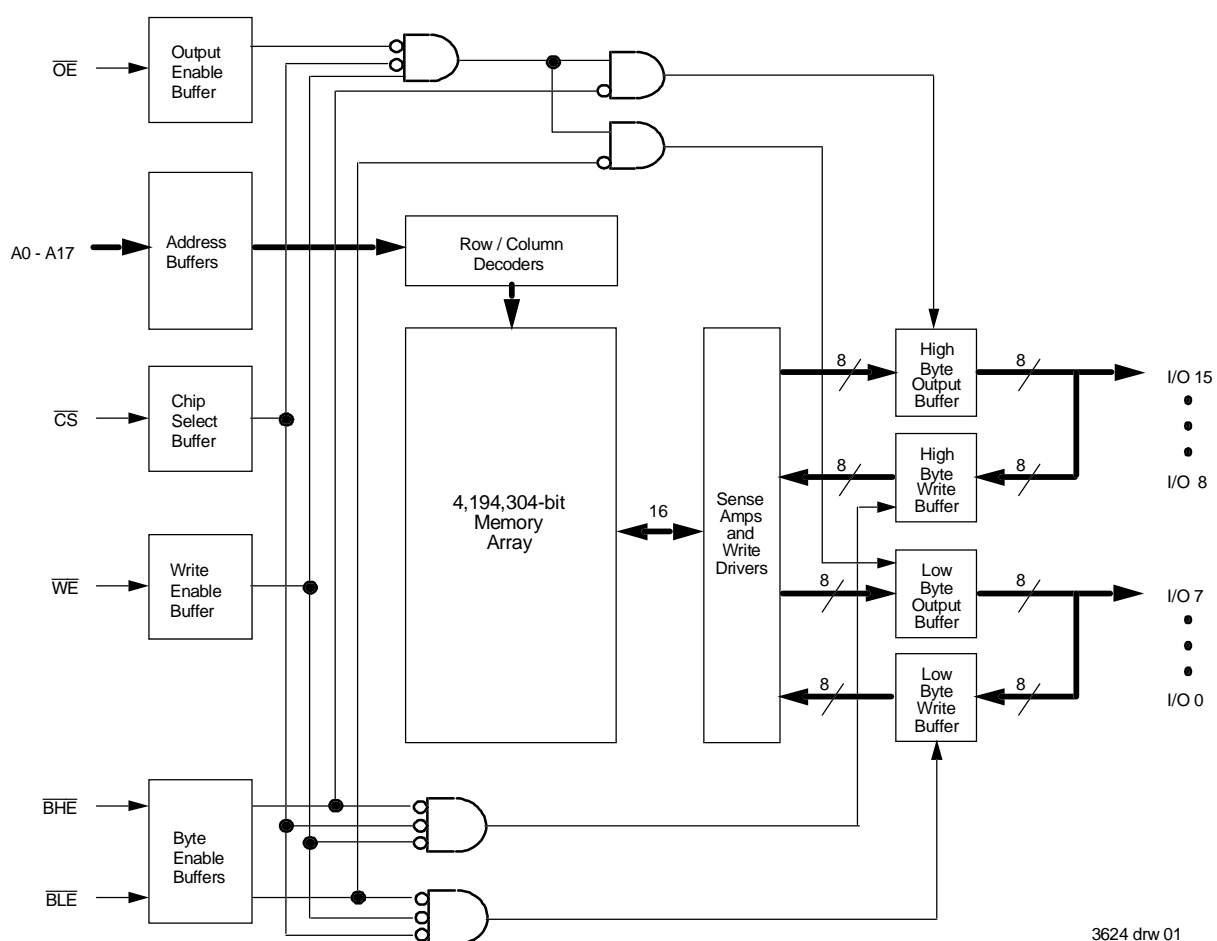 OE
Output
Enable
Buffer
A0 - A17
Address
Buffers
Row / Column
Decoders
CS
Chip
Select
Buffer
WE
Write
Enable
Buffer
4,194,304-bit
Memory
Array
16
Sense
Amps
and
Write
Drivers
8
High
Byte
Output
Buffer
8
I/O 15
8
High
Byte
Write
Buffer
8
I/O 8
8
Low
Byte
Output
Buffer
8
I/O 7
8
Low
Byte
Write
Buffer
8
I/O 0
BHE
Byte
Enable
Buffers
BLE
3624 drw 01